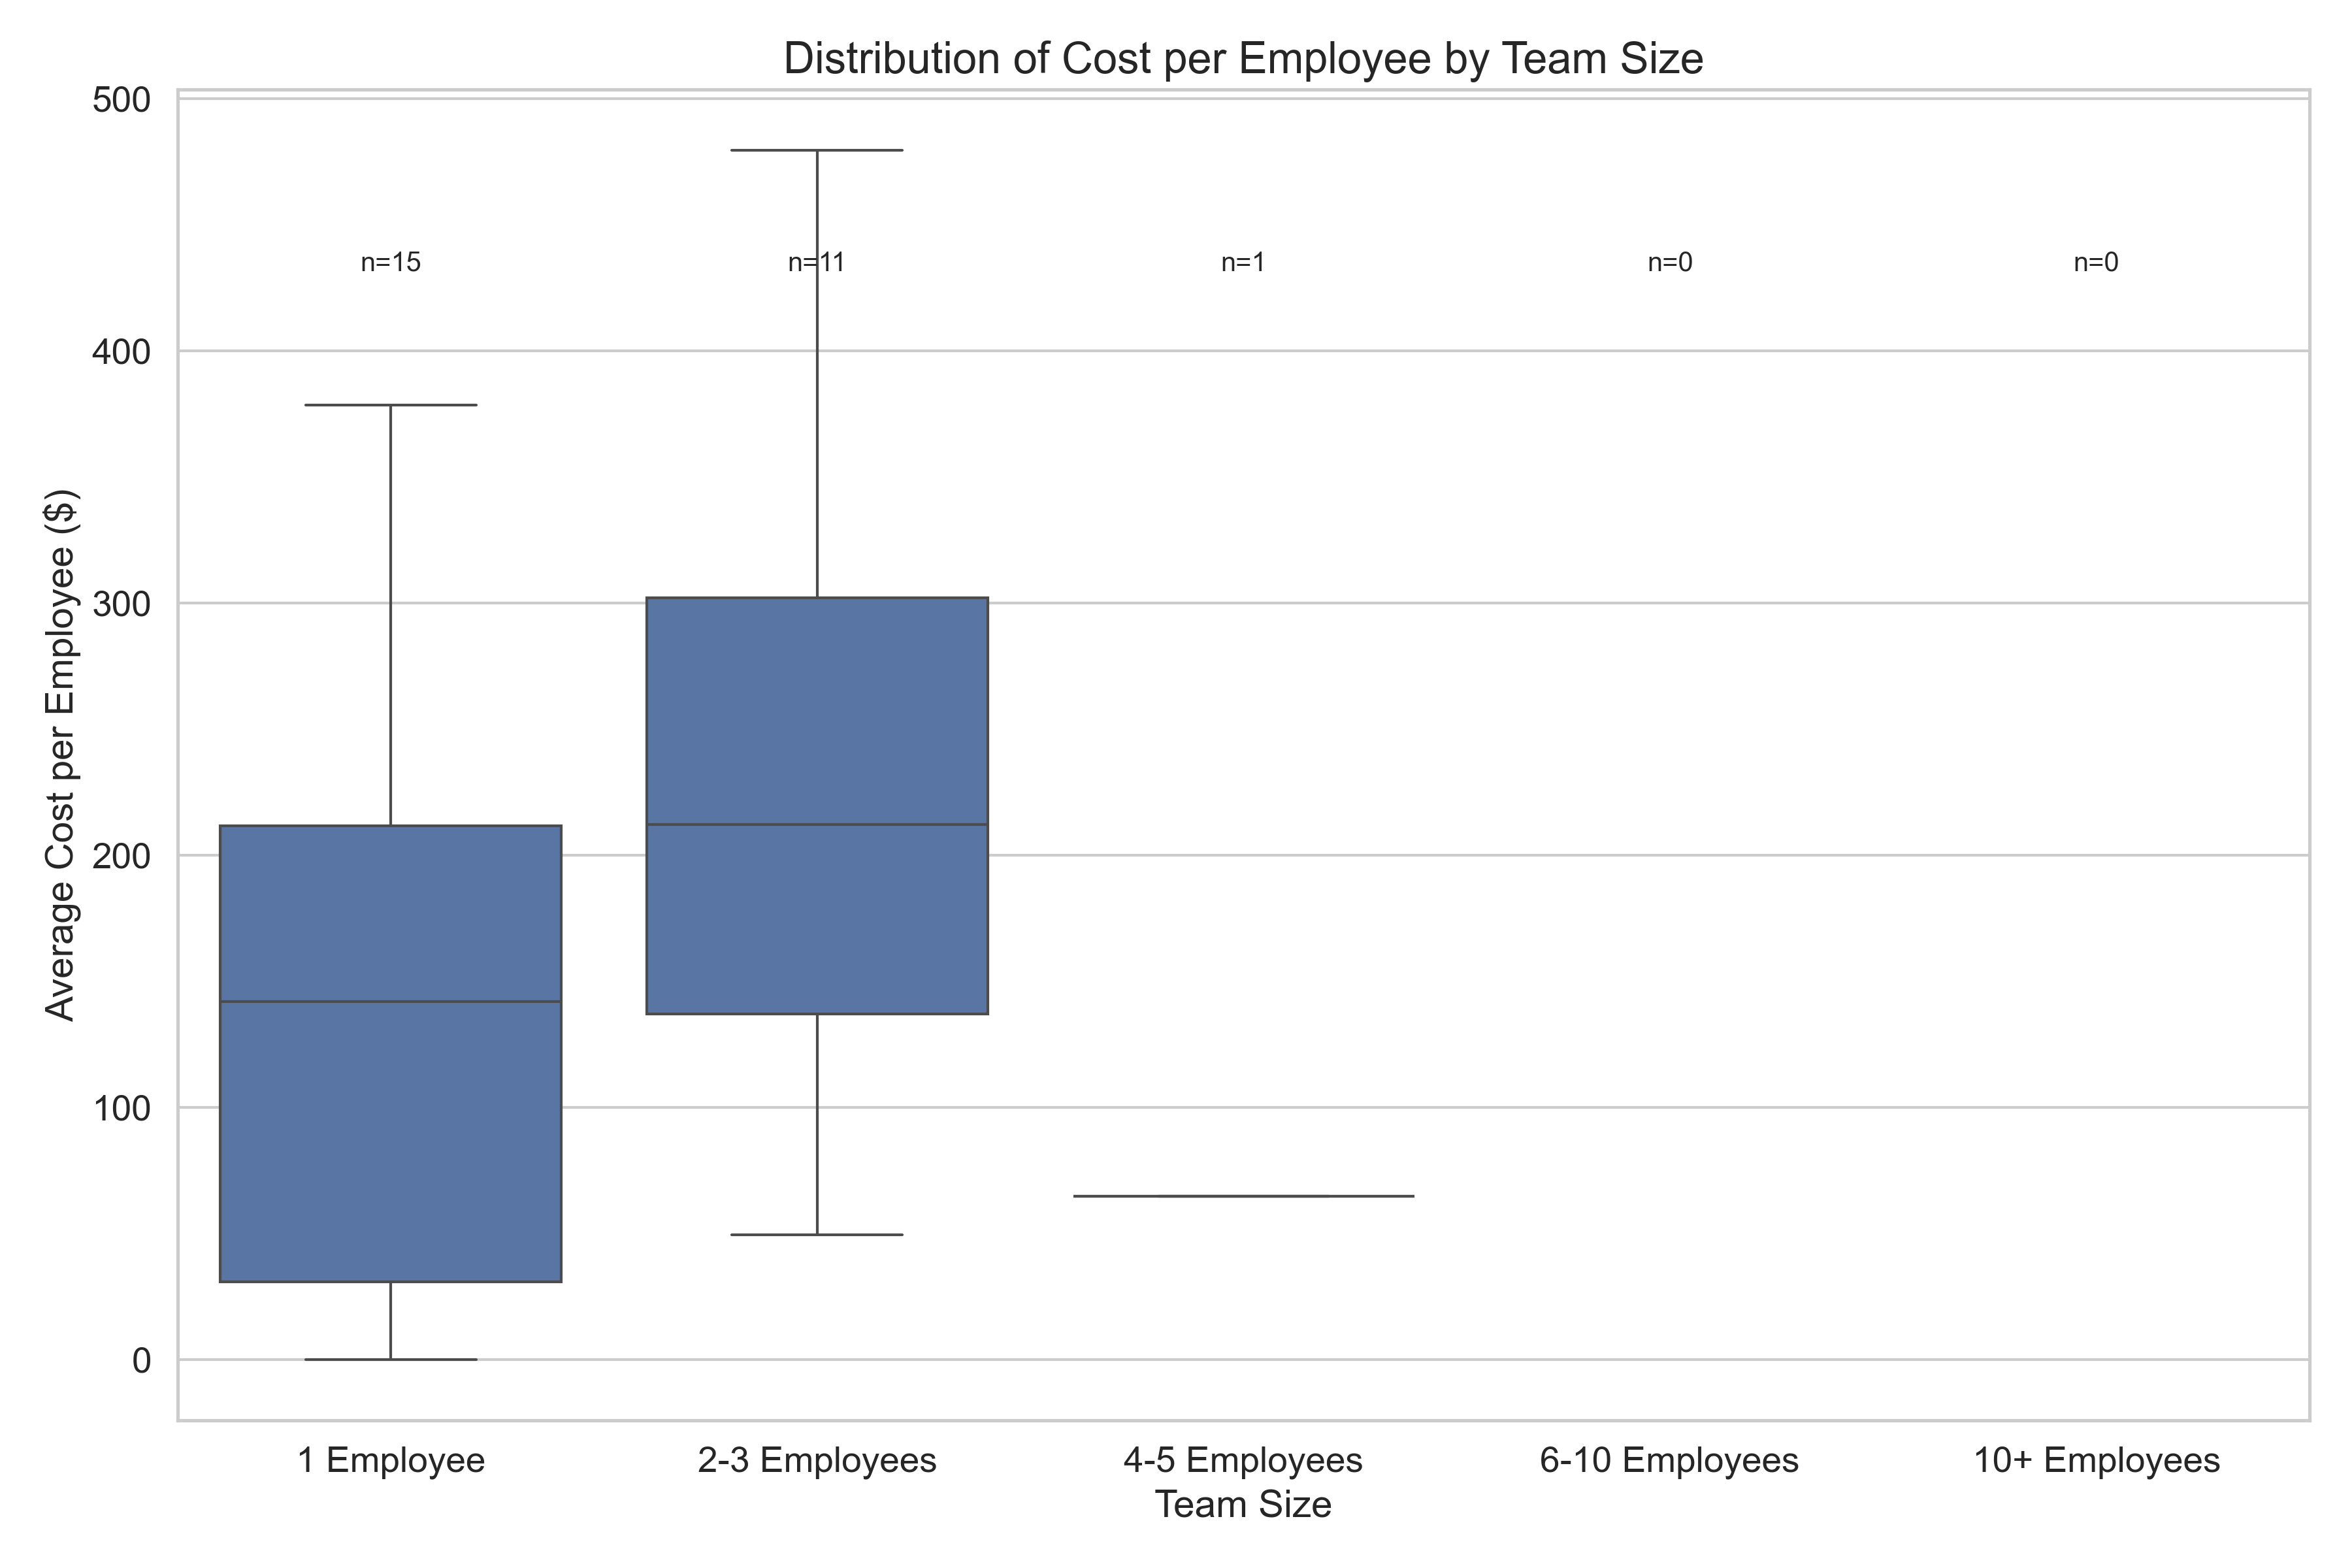 Distribution of Cost per Employee by Team Size
500
400
300
200
100
0
Average Cost per Employee ($)
n=15
n=11
n=1
n=0
n=0
1 Employee
2-3 Employees
4-5 Employees
6-10 Employees
10+ Employees
Team Size